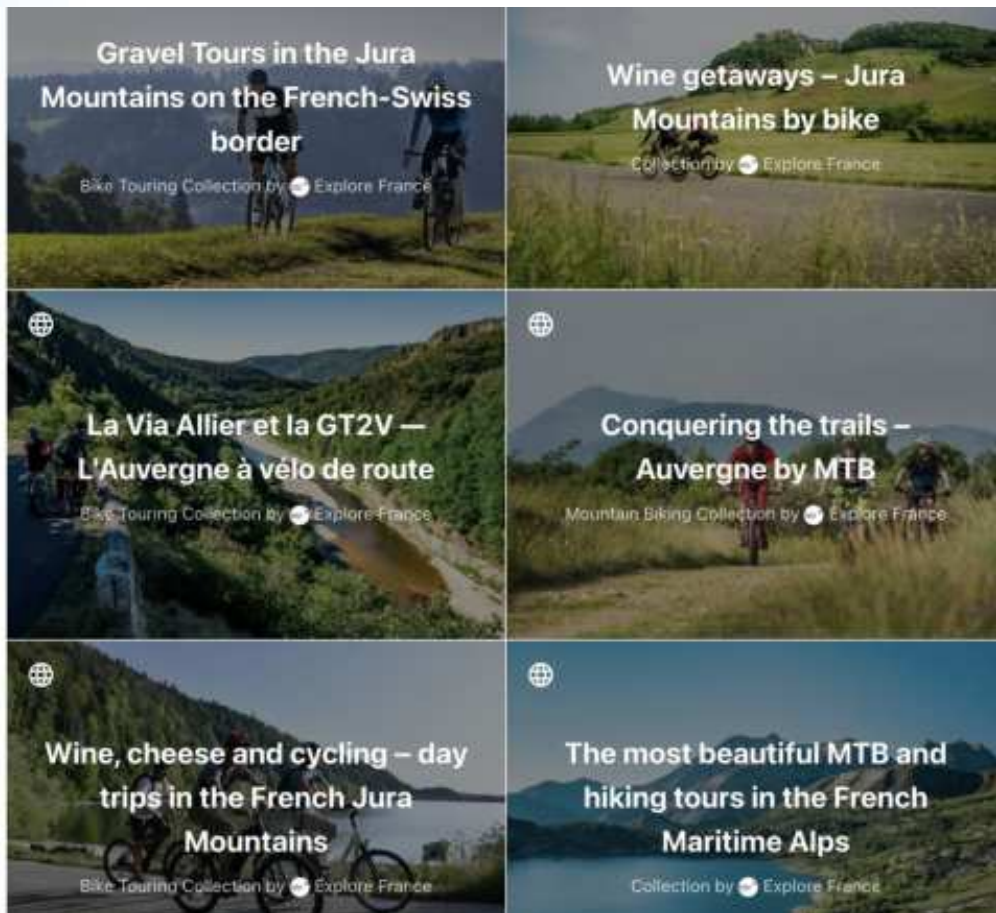 Gravel Tours in the Jura
Mountains on the French-Swiss
border
Bike Touring Collection by Explore France
Wine getaways – Jura
Mountains by bike
Collection by Explore France
La Via Allier et la GT2V —
L'Auvergne à vélo de route
Bike Touring Collection by Explore France
Conquering the trails –
Auvergne by MTB
Mountain Biking Collection by Explore France
Wine, cheese and cycling – day
trips in the French Jura
Mountains
Bike Touring Collection by Explore France
The most beautiful MTB and
hiking tours in the French
Maritime Alps
Collection by Explore France